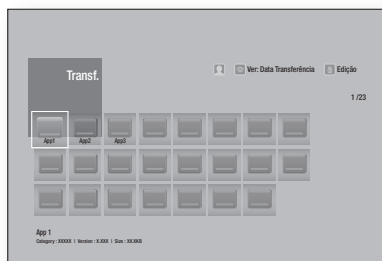 Transf.
Ver: Data Transferência
Edição
1 /23
App1
App2
App3
App 1
Category : XXXXX I Version : X.XXX I Size : XX.XKB